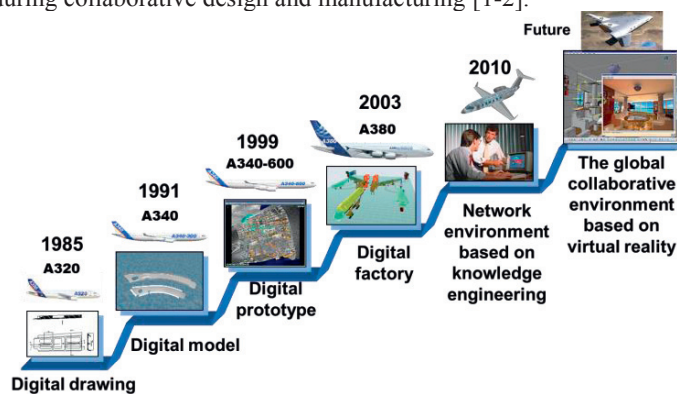 during collaborative design and manufacturing [1-2].
Future
2010
2003
A380
1999
A340-600
1991
A340
1985
A320
Digital drawing
Digital model
Digital
prototype
Digital
factory
Network
environment
based on
knowledge
engineering
The global
collaborative
environment
based on
virtual reality